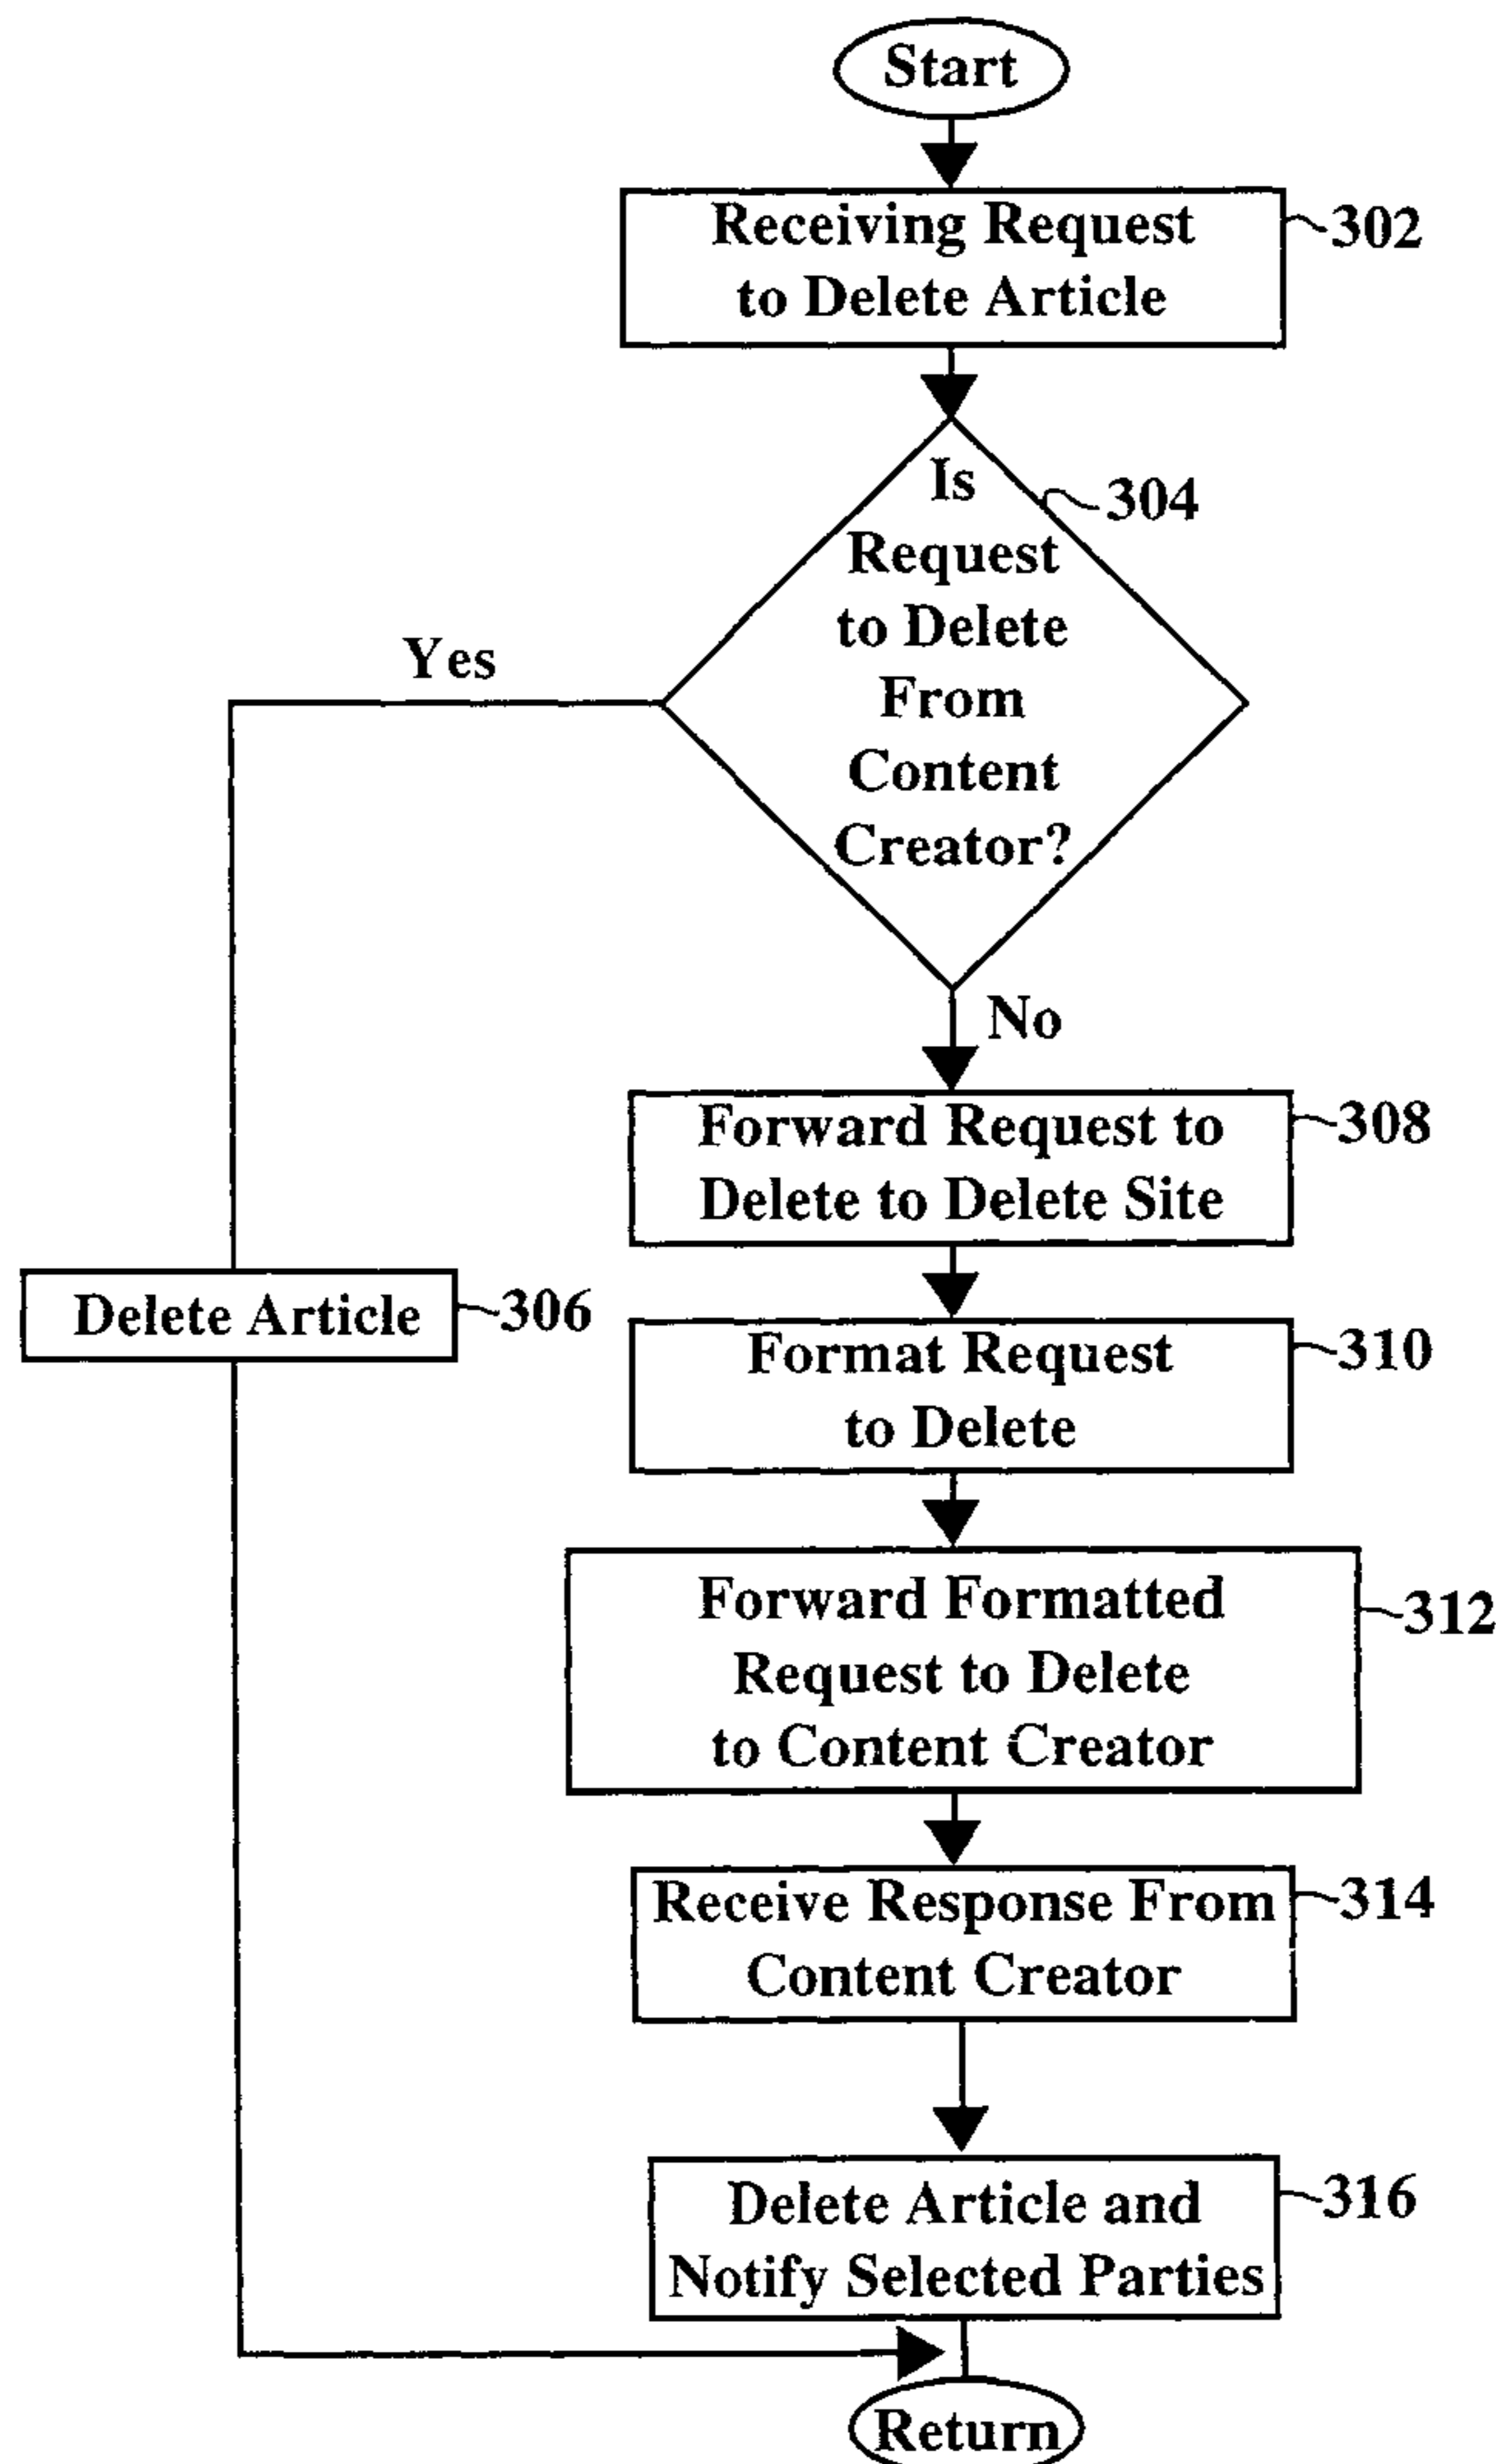 Start
Receiving Request
to Delete Article
302
Is
Request
to Delete
From
Content
Creator?
304
Yes
No
Delete Article
306
Forward Request to
Delete to Delete Site
308
Format Request
to Delete
310
Forward Formatted
Request to Delete
to Content Creator
312
Receive Response From
Content Creator
314
Delete Article and
Notify Selected Parties
316
Return